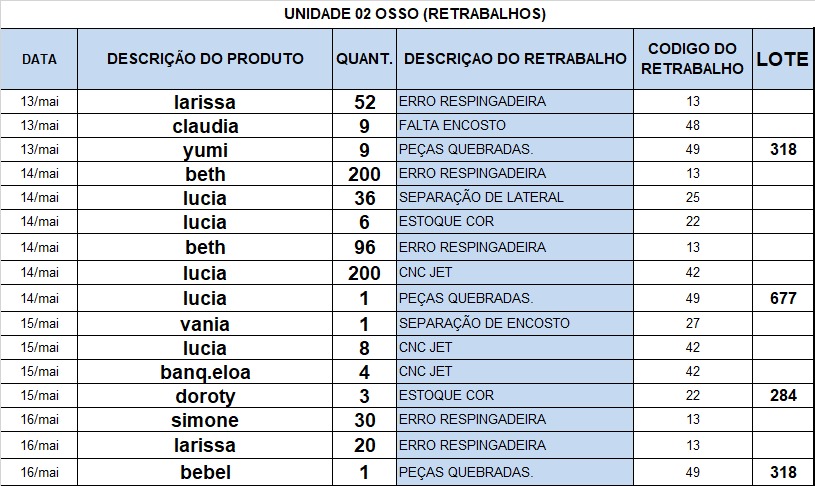 UNIDADE 02 OSSO (RETRABALHOS)
DATA DESCRIÇÃO DO PRODUTO QUANT. DESCRIÇAO DO RETRABALHO CODIGO DO RETRABALHO LOTE
13/mai larissa 52 ERRO RESPINGADEIRA 13
13/mai claudia 9 FALTA ENCOSTO 48
13/mai yumi 9 PEÇAS QUEBRADAS. 49 318
14/mai beth 200 ERRO RESPINGADEIRA 13
14/mai lucia 36 SEPARAÇÃO DE LATERAL 25
14/mai lucia 6 ESTOQUE COR 22
14/mai beth 96 ERRO RESPINGADEIRA 13
14/mai lucia 200 CNC JET 42
14/mai lucia 1 PEÇAS QUEBRADAS. 49 677
15/mai vania 1 SEPARAÇÃO DE ENCOSTO 27
15/mai lucia 8 CNC JET 42
15/mai banq.eloa 4 CNC JET 42
15/mai doroty 3 ESTOQUE COR 22 284
16/mai simone 30 ERRO RESPINGADEIRA 13
16/mai larissa 20 ERRO RESPINGADEIRA 13
16/mai bebel 1 PEÇAS QUEBRADAS. 49 318